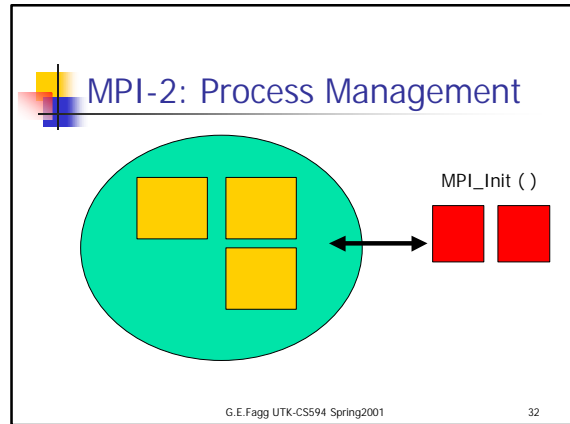 MPI-2: Process Management
MPI_Init ( )
G.E.Fagg UTK-CS594 Spring2001
32